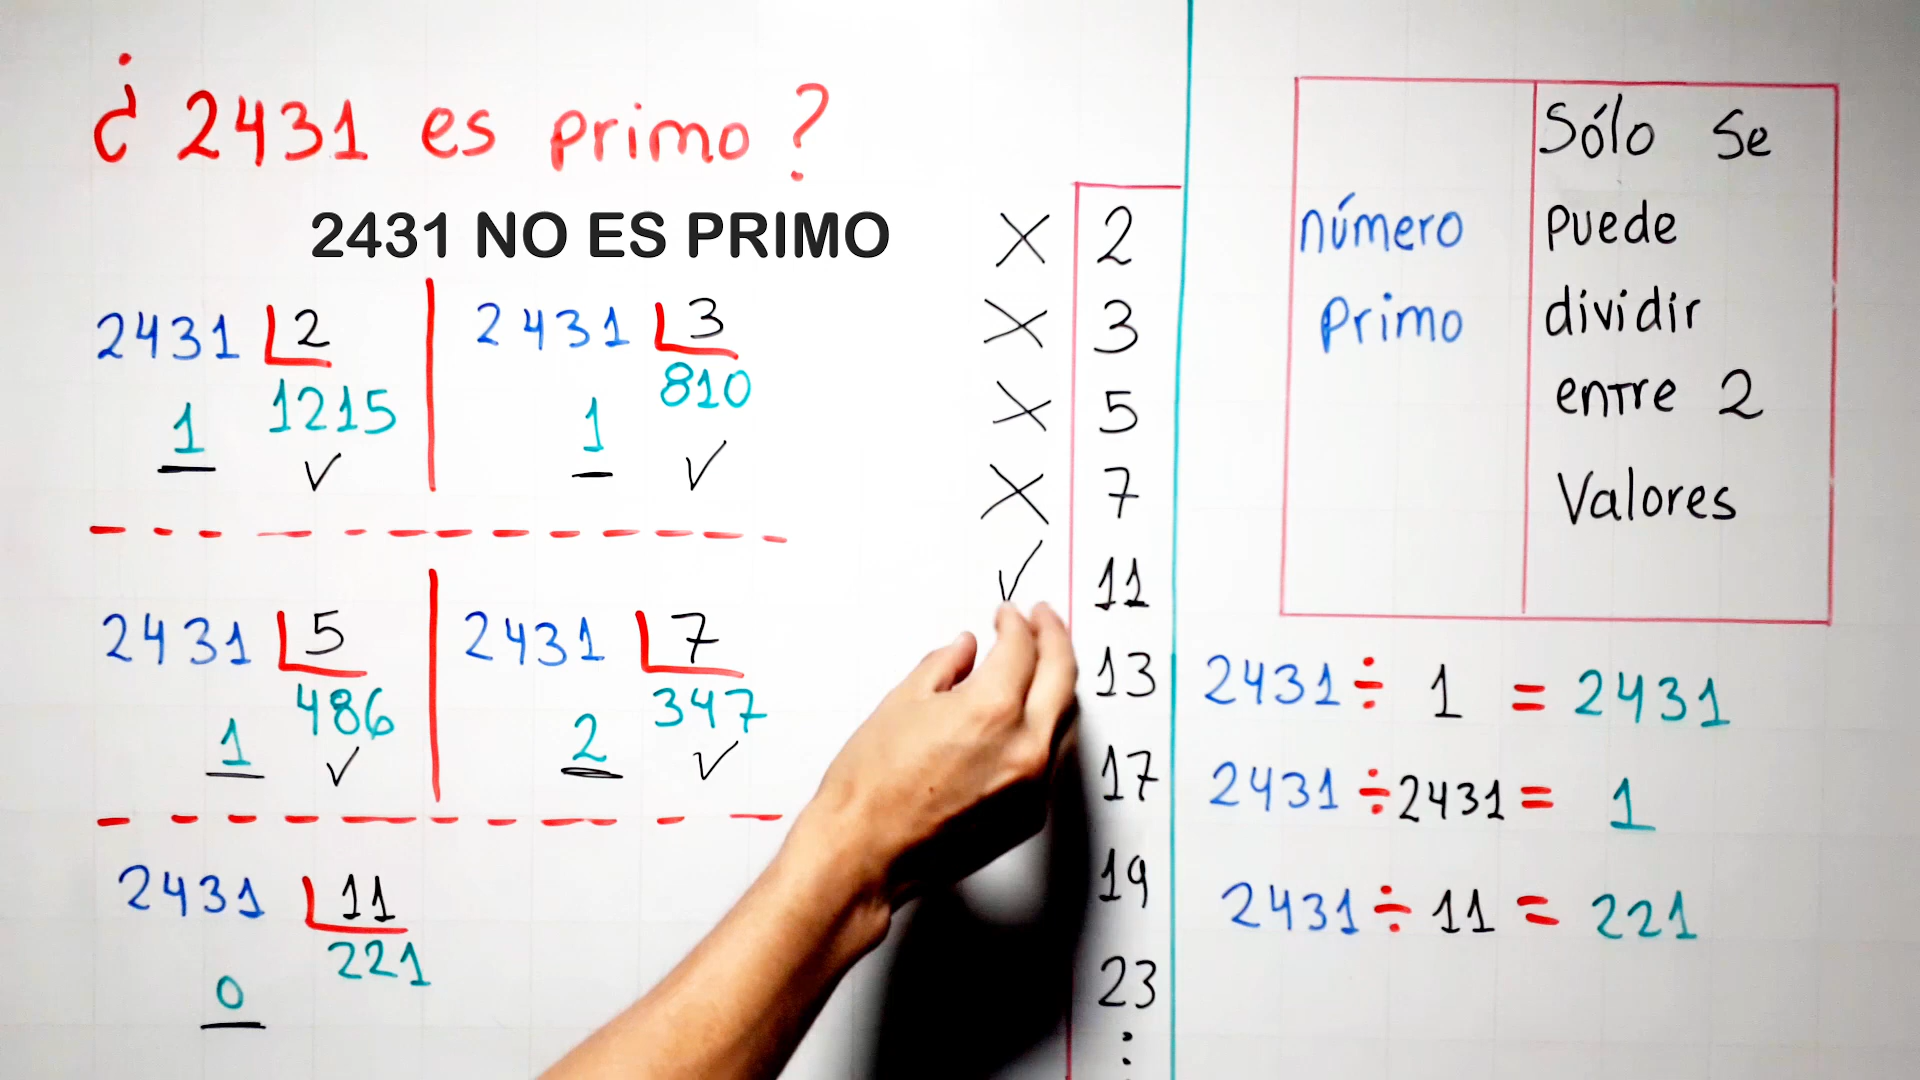 ¿ 2431 es primo ?
2431 NO ES PRIMO
2431 2
1 1215
2431 3
1 810
2431 5
1 486
2431 7
2 347
2431 11
0 221
2
3
5
7
11
13
17
19
23
número
Primo
Sólo Se
puede
dividir
entre 2
Valores
2431 ÷ 1 = 2431
2431 ÷ 2431 = 1
2431 ÷ 11 = 221